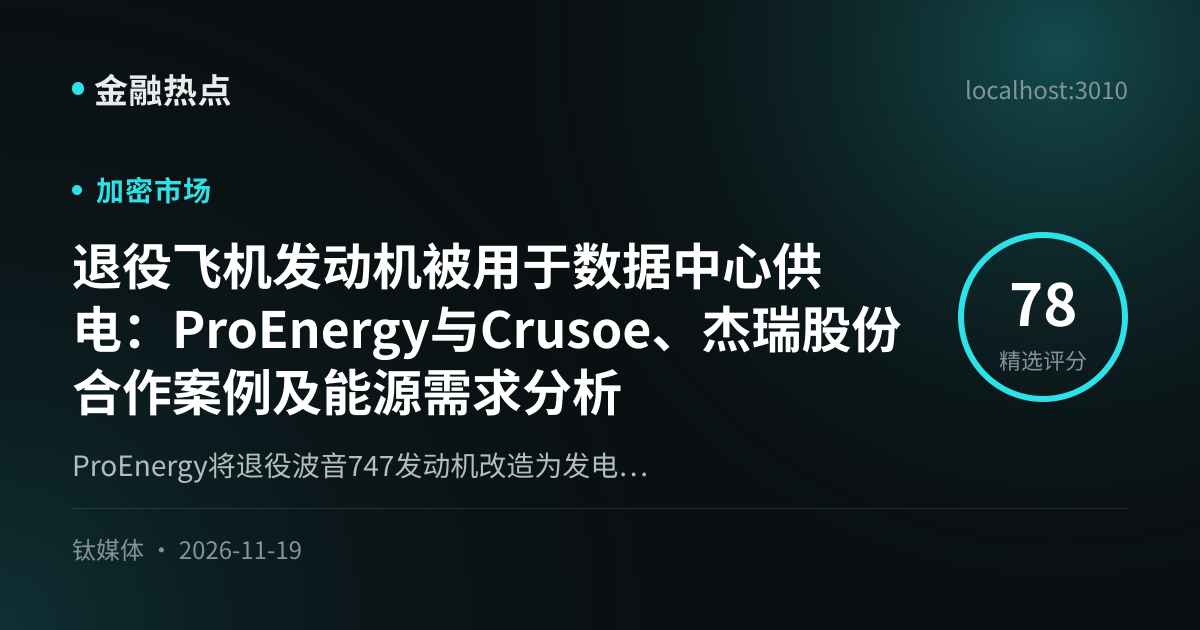 金融热点
localhost:3010
加密市场
退役飞机发动机被用于数据中心供
电：ProEnergy与Crusoe、杰瑞股份
合作案例及能源需求分析
78
精选评分
ProEnergy将退役波音747发动机改造为发电…
钛媒体 · 2026-11-19